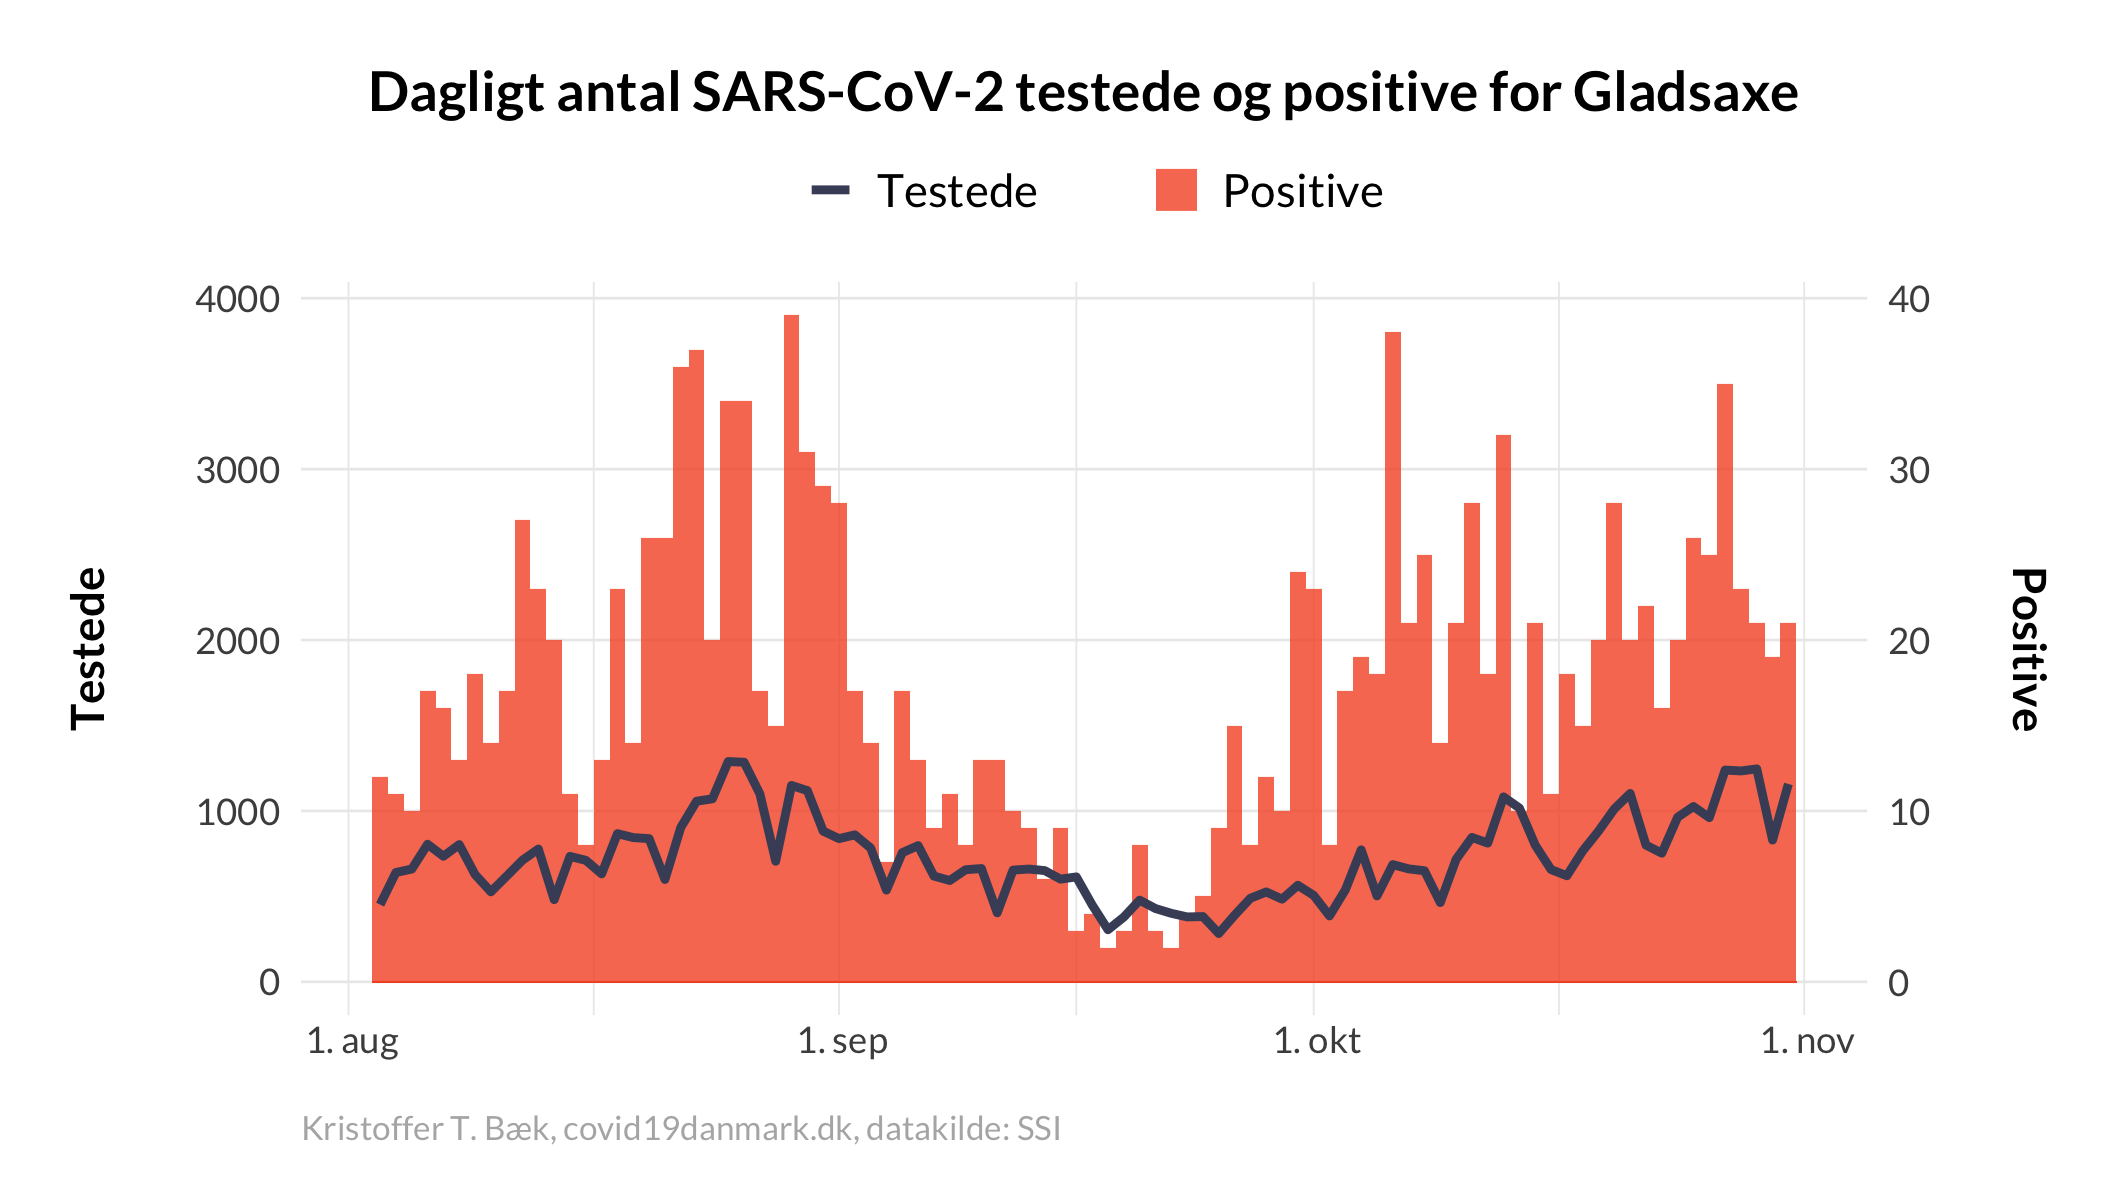 Dagligt antal SARS-CoV-2 testede og positive for Gladsaxe
Testede
Positive
4000
3000
2000
1000
0
Testede
40
30
20
10
0
Positive
1. aug
1. sep
1. okt
1. nov
Kristoffer T. Bæk, covid19danmark.dk, datakilde: SSI